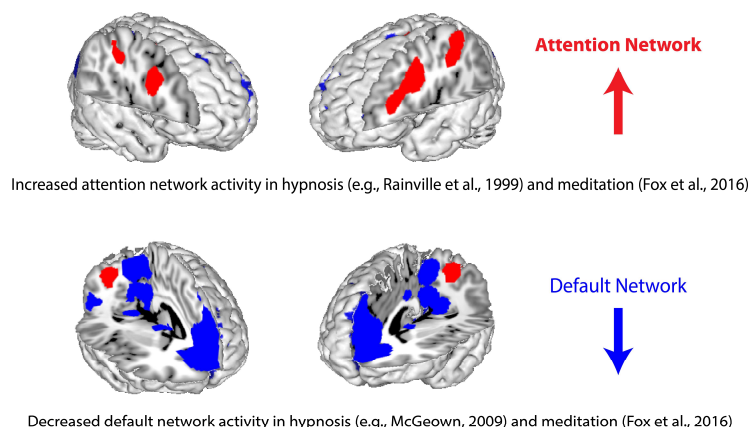 Attention Network
Increased attention network activity in hypnosis (e.g., Rainville et al., 1999) and meditation (Fox et al., 2016)
Default Network
Decreased default network activity in hypnosis (e.g., McGeown, 2009) and meditation (Fox et al., 2016)